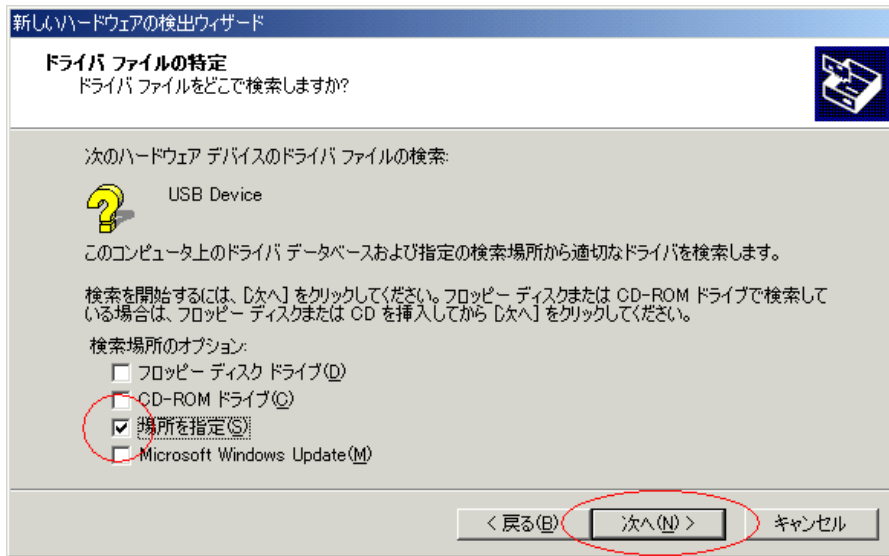 新しいハードウェアの検出ウィザード
ドライバ ファイルの特定
ドライバ ファイルをどこで検索しますか?
次のハードウェア デバイスのドライバ ファイルの検索:
USB Device
このコンピュータ上のドライバ データベースおよび指定の検索場所から適切なドライバを検索します。
検索を開始するには、[次へ] をクリックしてください。フロッピー ディスクまたは CD-ROM ドライブで検索して
いる場合は、フロッピー ディスクまたは CD を挿入してから [次へ] をクリックしてください。
検索場所のオプション:
フロッピー ディスク ドライブ(D)
CD-ROM ドライブ(C)
場所を指定(S)
Microsoft Windows Update(M)
< 戻る(B) 次へ(N) > キャンセル